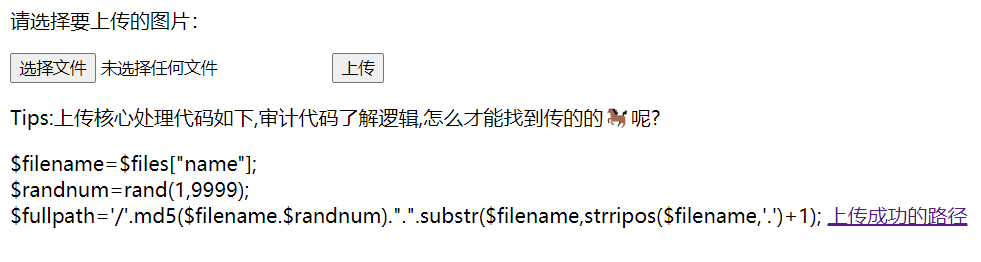 请选择要上传的图片：
选择文件 未选择任何文件 上传
Tips:上传核心处理代码如下,审计代码了解逻辑,怎么才能找到传的的🐎呢?
$filename=$files["name"];
$randnum=rand(1,9999);
$fullpath='/'.md5($filename.$randnum).".".substr($filename,strripos($filename,'.')+1); 上传成功的路径